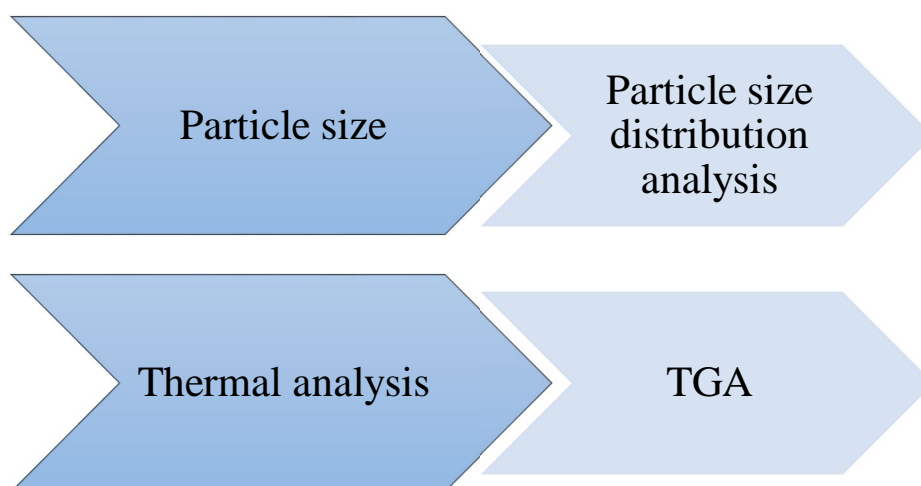 Particle size
Particle size
distribution
analysis
Thermal analysis
TGA